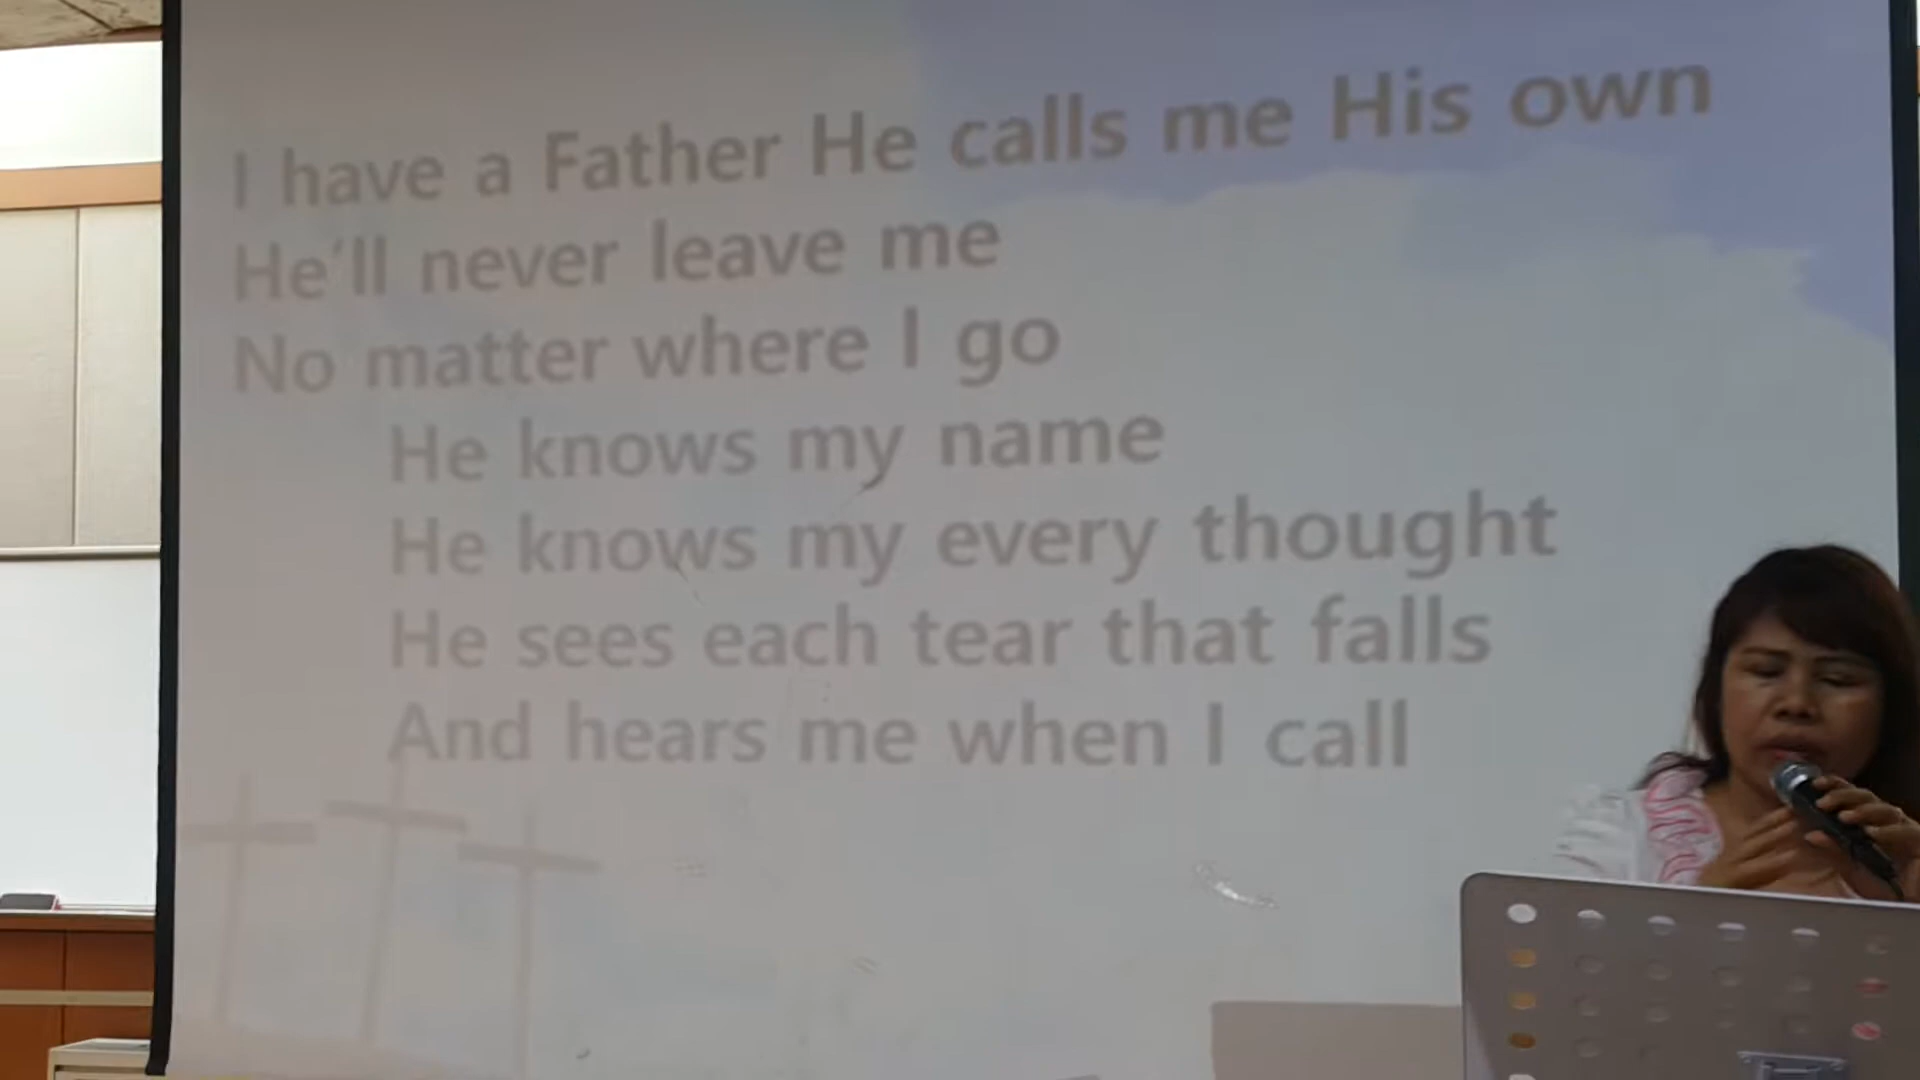 I have a Father He calls me His own
He'll never leave me
No matter where I go
He knows my name
He knows my every thought
He sees each tear that falls
And hears me when I call